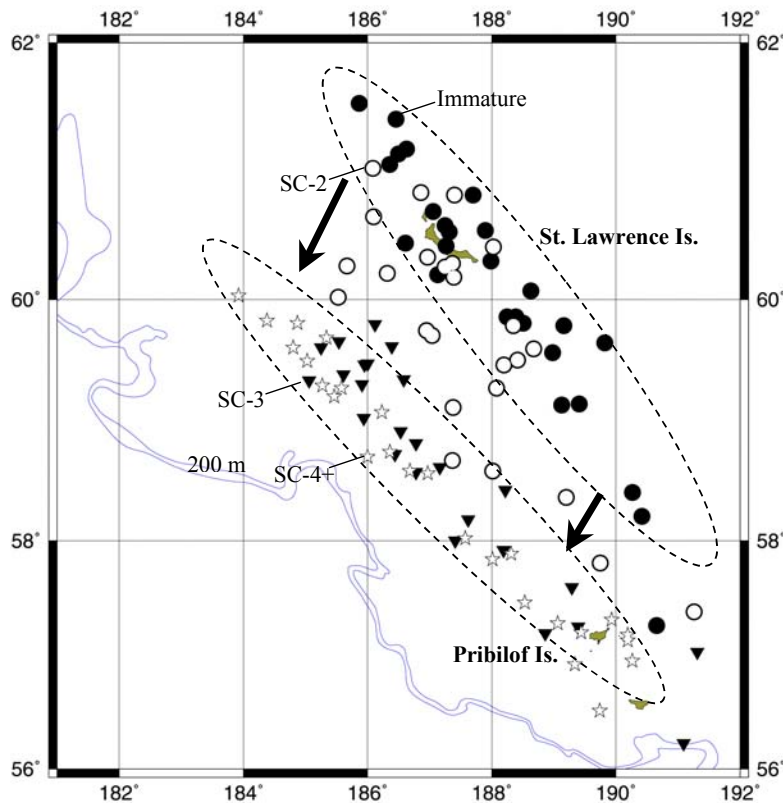 184° 186° 188° 190° 192°
62° 62°
Immature
SC-2
St. Lawrence Is.
60° 60°
SC-3
200 m
SC-4+
58° 58°
Pribilof Is.
56° 56°
182° 184° 186° 188° 190° 192°